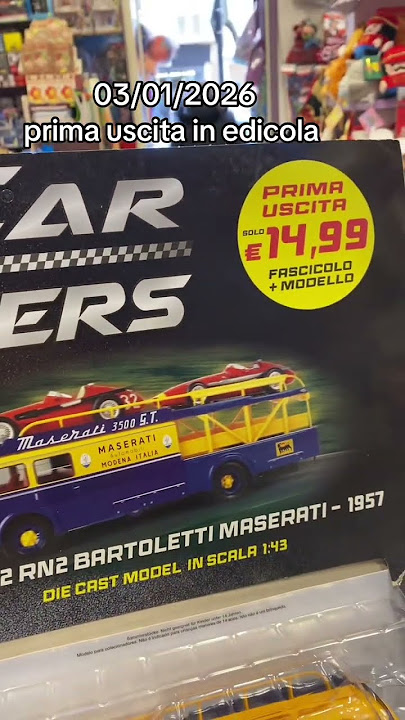 03/01/2026
prima uscita in edicola
CAR
ERS
PRIMA
USCITA
SOLO
€14,99
FASCICOLO
+ MODELLO
32
Maserati 3500 G.T.
MASERATI
MODENA ITALIA
2 RN2 BARTOLETTI MASERATI - 1957
DIE CAST MODEL IN SCALA 1:43